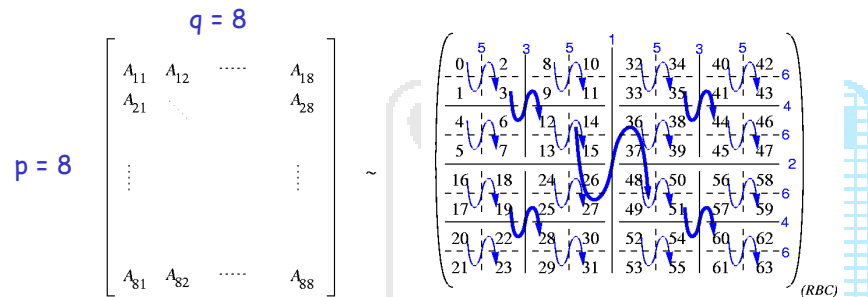 q = 8
1
5 3 5 5 3 5
A11 A12 ..... A18
0 2 8 10 32 34 40 42
6
A21 A28
1 3 9 11 33 35 41 43
4
4 6 12 14 36 38 44 46
6
5 7 13 15 37 39 45 47
p = 8 ~
2
16 18 24 26 48 50 56 58
6
17 19 25 27 49 51 57 59
4
20 22 28 30 52 54 60 62
6
A81 A82 ..... A88
21 23 29 31 53 55 61 63
(RBC)